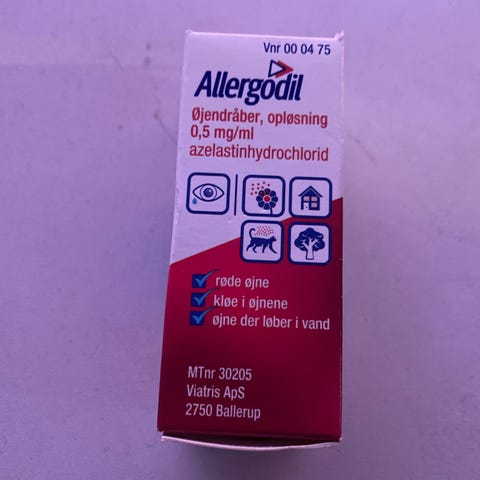 Vnr 00 04 75
Allergodil
Øjendråber, opløsning
0,5 mg/ml
azelastinhydrochlorid
røde øjne
kløe i øjnene
øjne der løber i vand
MTnr 30205
Viatris ApS
2750 Ballerup